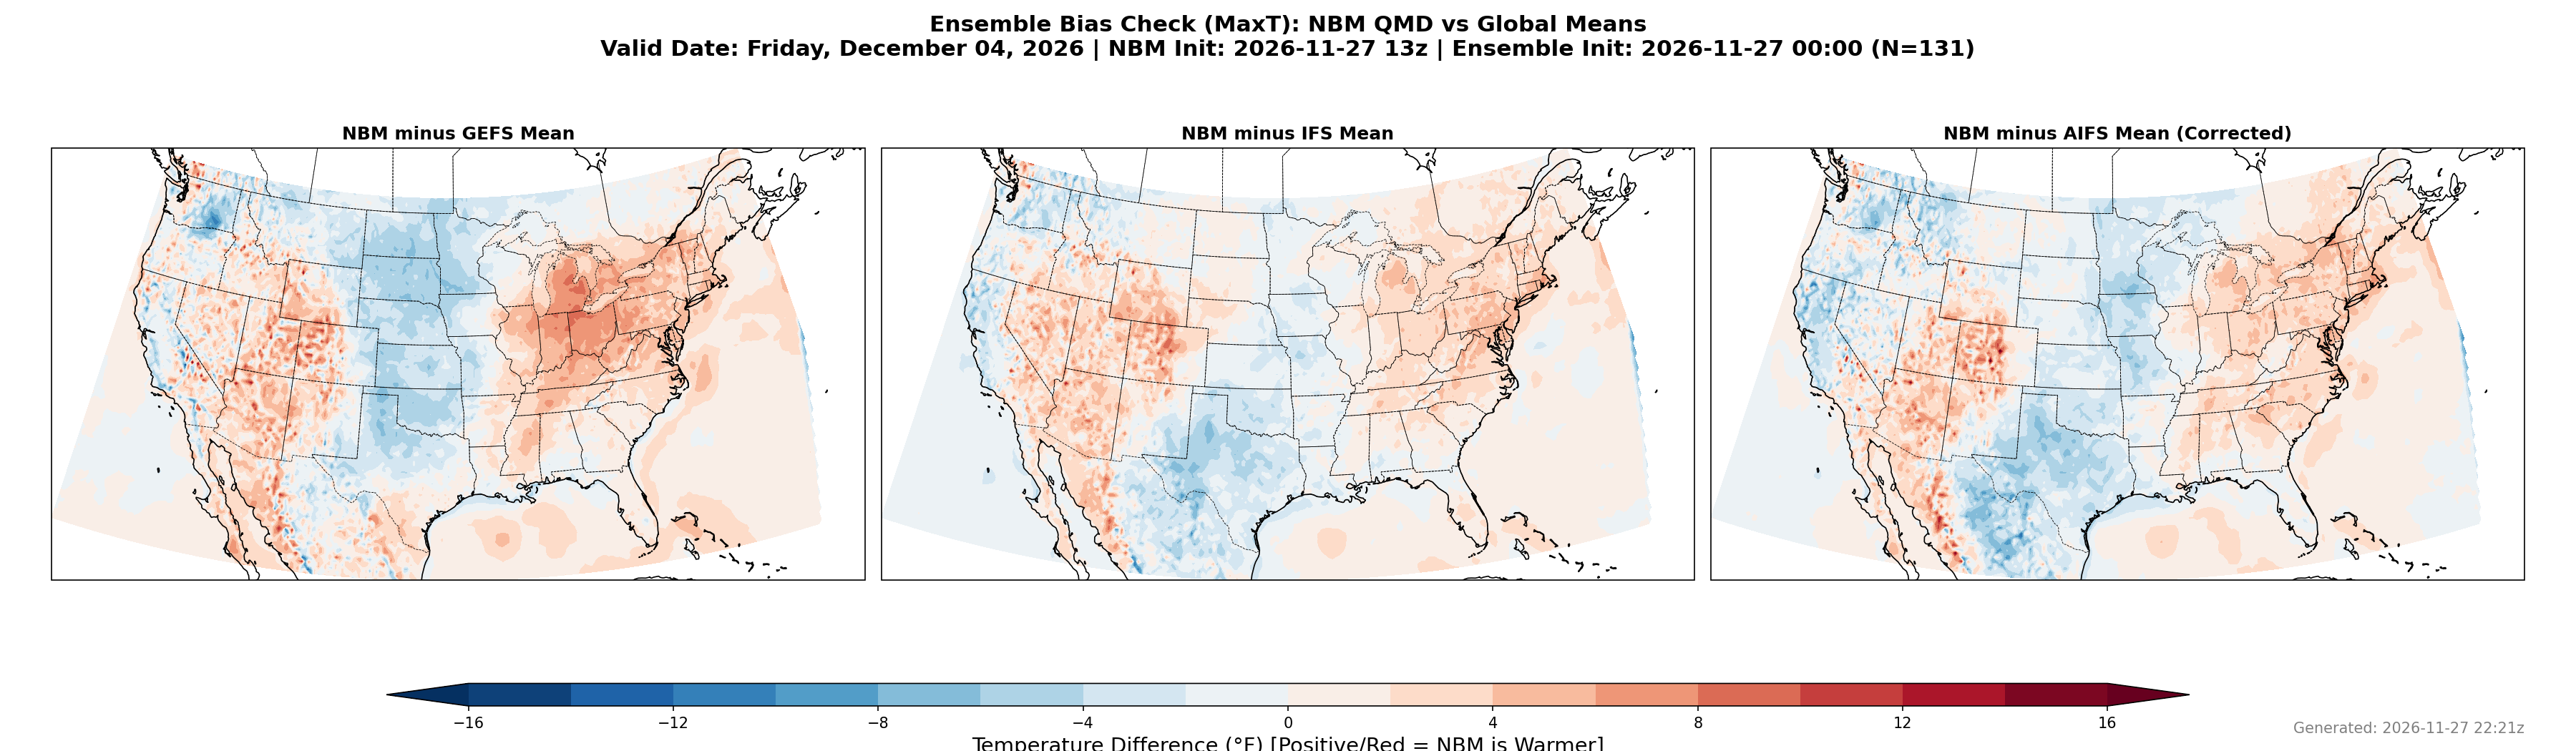 Ensemble Bias Check (MaxT): NBM QMD vs Global Means
Valid Date: Friday, December 04, 2026 | NBM Init: 2026-11-27 13z | Ensemble Init: 2026-11-27 00:00 (N=131)
NBM minus GEFS Mean
NBM minus IFS Mean
NBM minus AIFS Mean (Corrected)
−16 −12 −8 −4 0 4 8 12 16
Temperature Difference (°F) [Positive/Red = NBM is Warmer]
Generated: 2026-11-27 22:21z